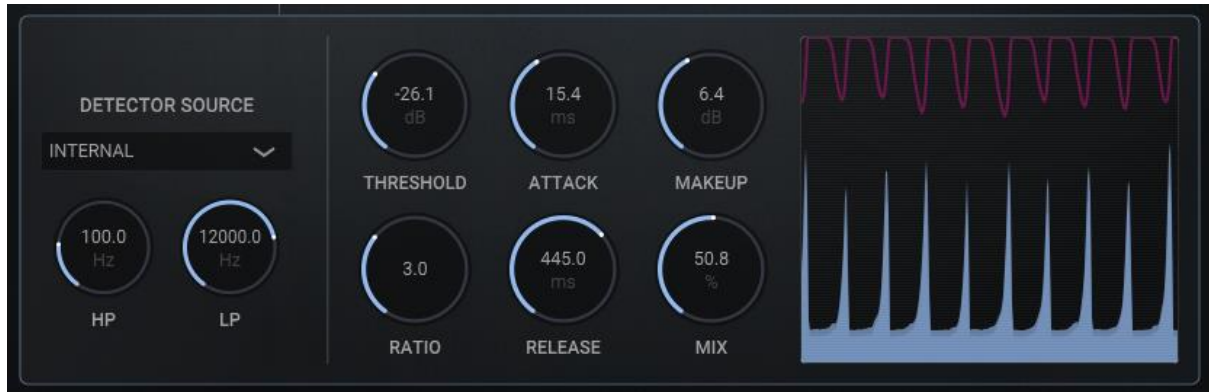 DETECTOR SOURCE
INTERNAL
100.0
Hz
HP
12000.0
Hz
LP
-26.1
dB
THRESHOLD
15.4
ms
ATTACK
6.4
dB
MAKEUP
3.0
RATIO
445.0
ms
RELEASE
50.8
%
MIX